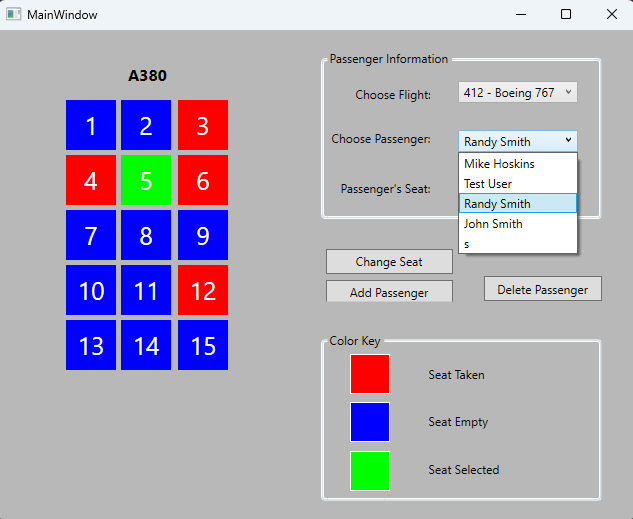 MainWindow
A380
1 2 3
4 5 6
7 8 9
10 11 12
13 14 15
Passenger Information
Choose Flight: 412 - Boeing 767
Choose Passenger: Randy Smith
Mike Hoskins
Test User
Randy Smith
John Smith
s
Passenger's Seat:
Change Seat
Add Passenger
Delete Passenger
Color Key
Seat Taken
Seat Empty
Seat Selected